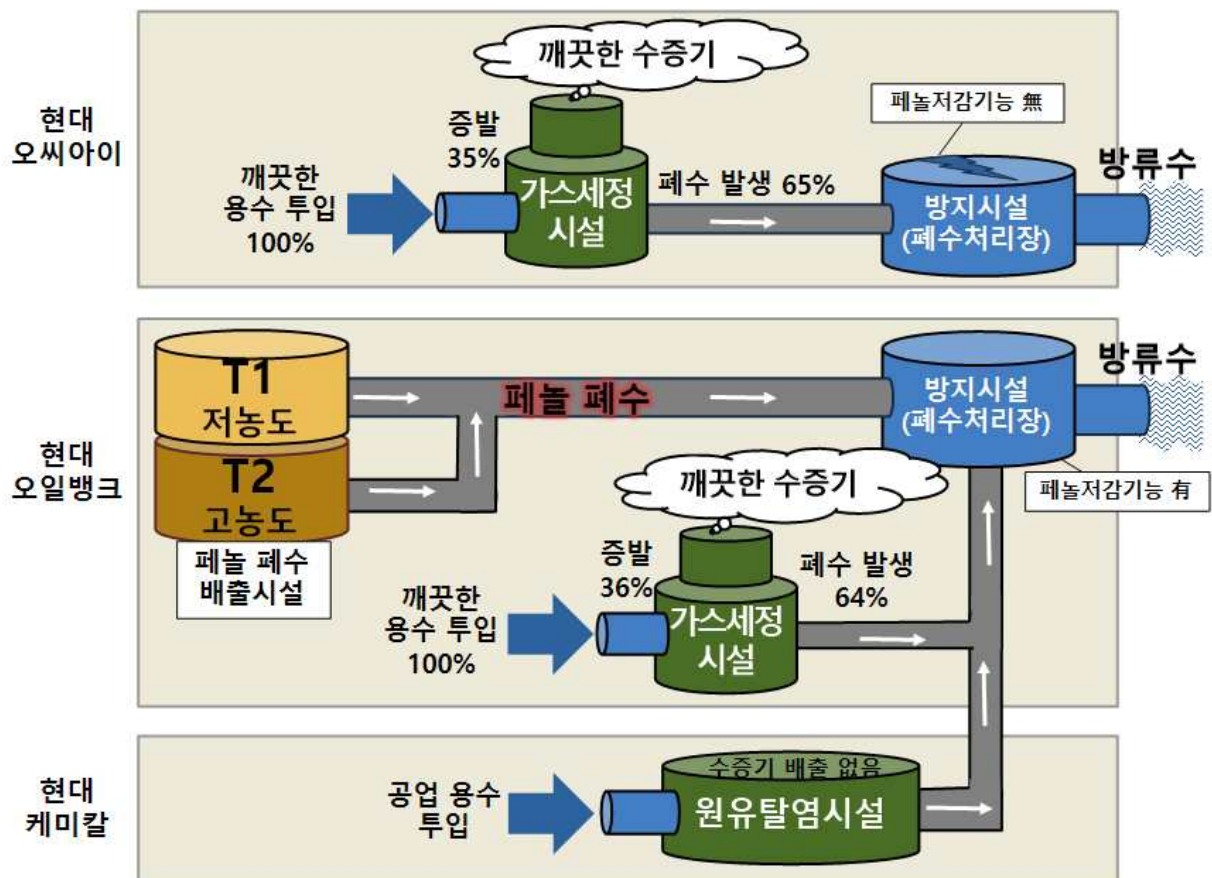 현대
오씨아이
깨끗한 수증기
증발
35%
깨끗한
용수 투입
100%
가스세정
시설
폐수 발생 65%
페놀저감기능 無
방지시설
(폐수처리장)
방류수
현대
오일뱅크
T1
저농도
T2
고농도
페놀 폐수
배출시설
페놀 폐수
방지시설
(폐수처리장)
방류수
페놀저감기능 有
깨끗한 수증기
증발
36%
깨끗한
용수 투입
100%
가스세정
시설
폐수 발생
64%
현대
케미칼
공업 용수
투입
수증기 배출 없음
원유탈염시설